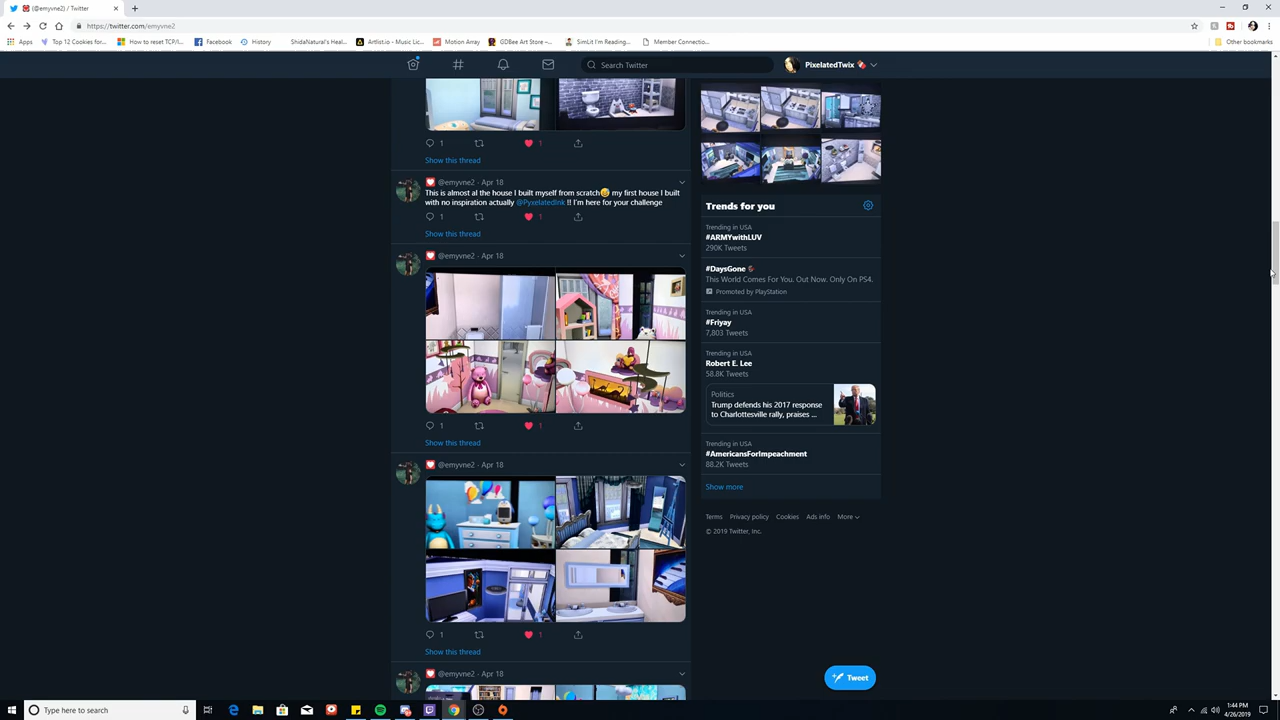 (@emyvne2) / Twitter
https://twitter.com/emyvne2
Apps
Top 12 Cookies for...
How to reset TCP/I...
Facebook
History
ShidaNatural's Heal...
Artlist.io - Music Lic...
Motion Array
GDBee Art Store –...
SimLit I'm Reading...
Member Connectio...
Other bookmarks
Search Twitter
PixelatedTwix
1
1
Show this thread
@emyvne2 · Apr 18
This is almost al the house I built myself from scratch😅 my first house I built
with no inspiration actually @Pyxelatedink !! I'm here for your challenge
1
1
Show this thread
@emyvne2 · Apr 18
1
1
Show this thread
@emyvne2 · Apr 18
1
1
Show this thread
@emyvne2 · Apr 18
Trends for you
Trending in USA
#ARMYwithLUV
290K Tweets
#DaysGone
This World Comes For You. Out Now. Only On PS4.
Promoted by PlayStation
#Friyay
7,803 Tweets
Trending in USA
Robert E. Lee
58.8K Tweets
Politics
Trump defends his 2017 response
to Charlottesville rally, praises ...
Trending in USA
#AmericansForImpeachment
88.2K Tweets
Show more
Terms Privacy policy Cookies Ads info More
© 2019 Twitter, Inc.
Tweet
Type here to search
1:44 PM
4/26/2019